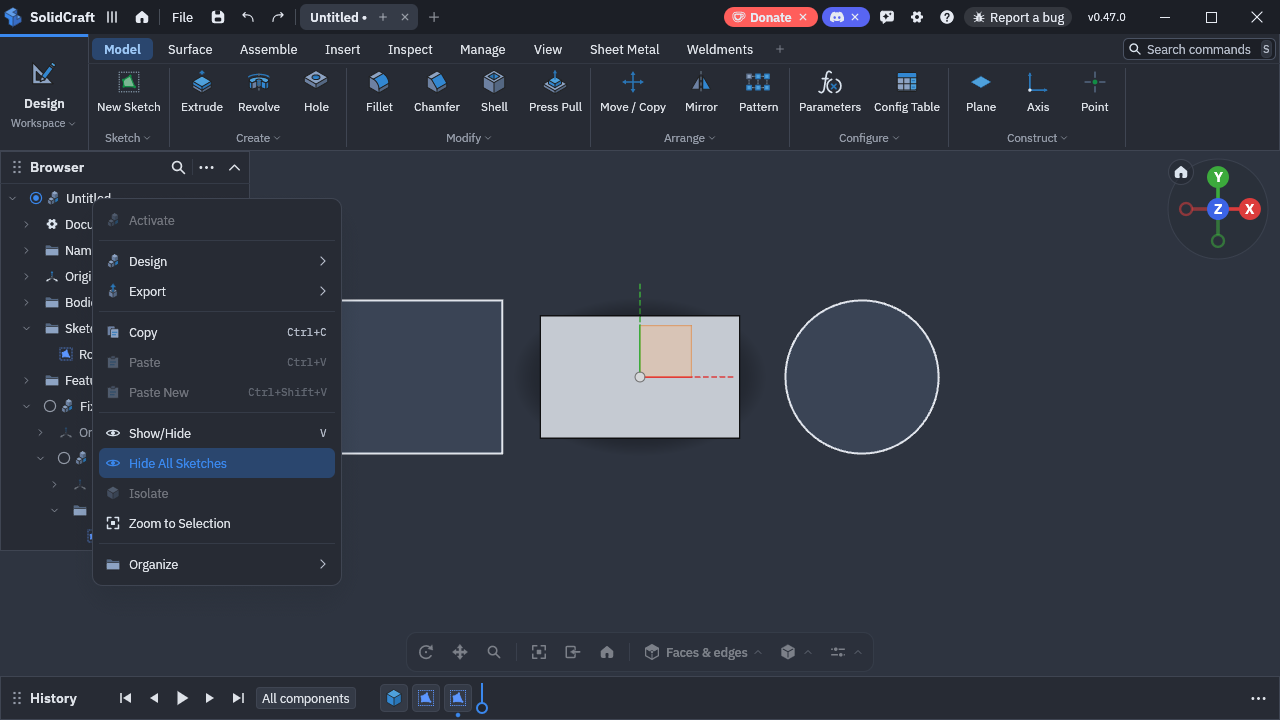 SolidCraft
File
Untitled •
Donate
Report a bug
v0.47.0
Design
Workspace
Model
Surface
Assemble
Insert
Inspect
Manage
View
Sheet Metal
Weldments
Search commands
S
New Sketch
Extrude
Revolve
Hole
Fillet
Chamfer
Shell
Press Pull
Move / Copy
Mirror
Pattern
Parameters
Config Table
Plane
Axis
Point
Sketch
Create
Modify
Arrange
Configure
Construct
Browser
Untitled
Docu
Nam
Origi
Bodi
Sketc
Ro
Featu
Fix
Or
Activate
Design
Export
Copy Ctrl+C
Paste Ctrl+V
Paste New Ctrl+Shift+V
Show/Hide V
Hide All Sketches
Isolate
Zoom to Selection
Organize
Y
Z
X
Faces & edges
History
All components